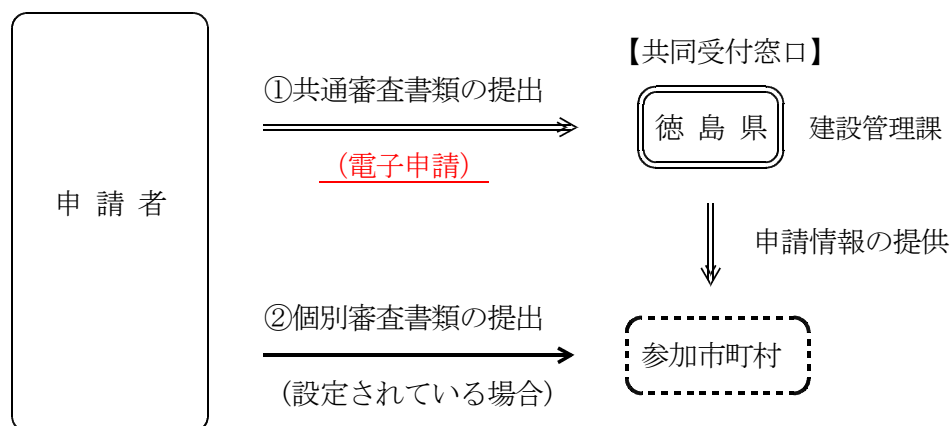 【共同受付窓口】
①共通審査書類の提出
徳島県 建設管理課
(電子申請)
申請者
申請情報の提供
②個別審査書類の提出
参加市町村
(設定されている場合)